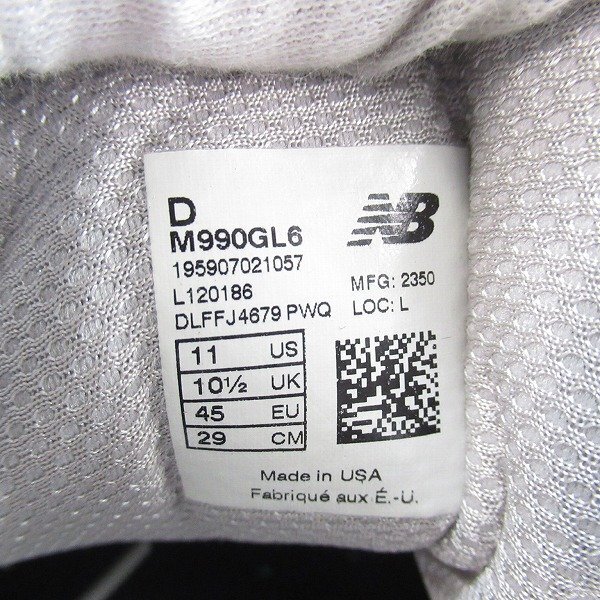 D
M990GL6
NB
195907021057
L120186
MFG: 2350
DLFFJ4679 PWQ
LOC: L
11 US
10½ UK
45 EU
29 CM
Made in USA
Fabriqué aux É.-U.